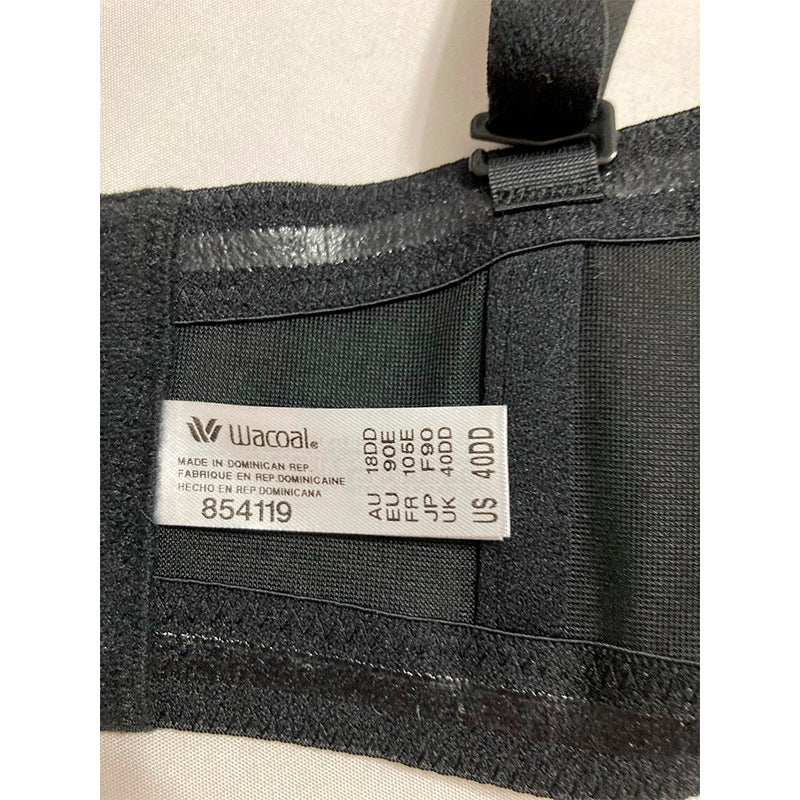 Wacoal®
MADE IN DOMINICAN REP.
FABRIQUE EN REP.DOMINICAINE
HECHO EN REP.DOMINICANA
854119
AU 18DD
EU 90E
FR 105E
JP F90
UK 40DD
US 40DD